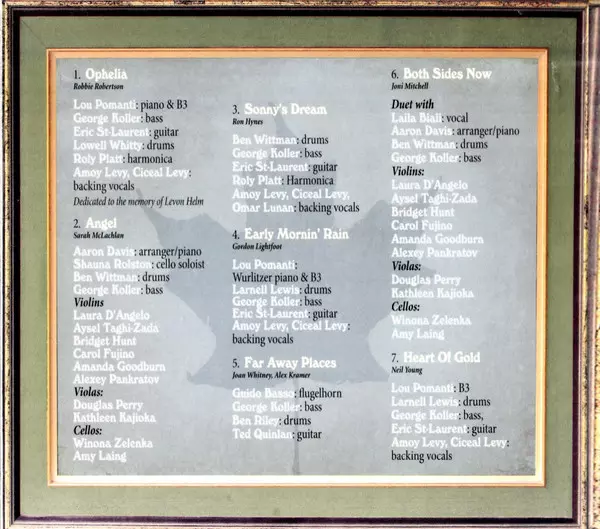 1. Ophelia
Robbie Robertson
Lou Pomanti: piano & B3
George Koller: bass
Eric St-Laurent: guitar
Lowell Whitty: drums
Roly Platt: harmonica
Amoy Levy, Ciceal Levy:
backing vocals
Dedicated to the memory of Levon Helm
2. Angel
Sarah McLachlan
Aaron Davis: arranger/piano
Shauna Rolston: cello soloist
Ben Wittman: drums
George Koller: bass
Violins
Laura D'Angelo
Aysel Taghi-Zada
Bridget Hunt
Carol Fujino
Amanda Goodburn
Alexey Pankratov
Violas:
Douglas Perry
Kathleen Kajioka
Cellos:
Winona Zelenka
Amy Laing
3. Sonny's Dream
Ron Hynes
Ben Wittman: drums
George Koller: bass
Eric St-Laurent: guitar
Roly Platt: Harmonica
Amoy Levy, Ciceal Levy,
Omar Lunan: backing vocals
4. Early Mornin' Rain
Gordon Lightfoot
Lou Pomanti:
Wurlitzer piano & B3
Larnell Lewis: drums
George Koller: bass
Eric St-Laurent: guitar
Amoy Levy, Ciceal Levy:
backing vocals
5. Far Away Places
Joan Whitney, Alex Kramer
Guido Basso: flugelhorn
George Koller: bass
Ben Riley: drums
Ted Quinlan: guitar
6. Both Sides Now
Joni Mitchell
Duet with
Laila Biali: vocal
Aaron Davis: arranger/piano
Ben Wittman: drums
George Koller: bass
Violins:
Laura D'Angelo
Aysel Taghi-Zada
Bridget Hunt
Carol Fujino
Amanda Goodburn
Alexey Pankratov
Violas:
Douglas Perry
Kathleen Kajioka
Cellos:
Winona Zelenka
Amy Laing
7. Heart Of Gold
Neil Young
Lou Pomanti: B3
Larnell Lewis: drums
George Koller: bass,
Eric St-Laurent: guitar
Amoy Levy, Ciceal Levy:
backing vocals